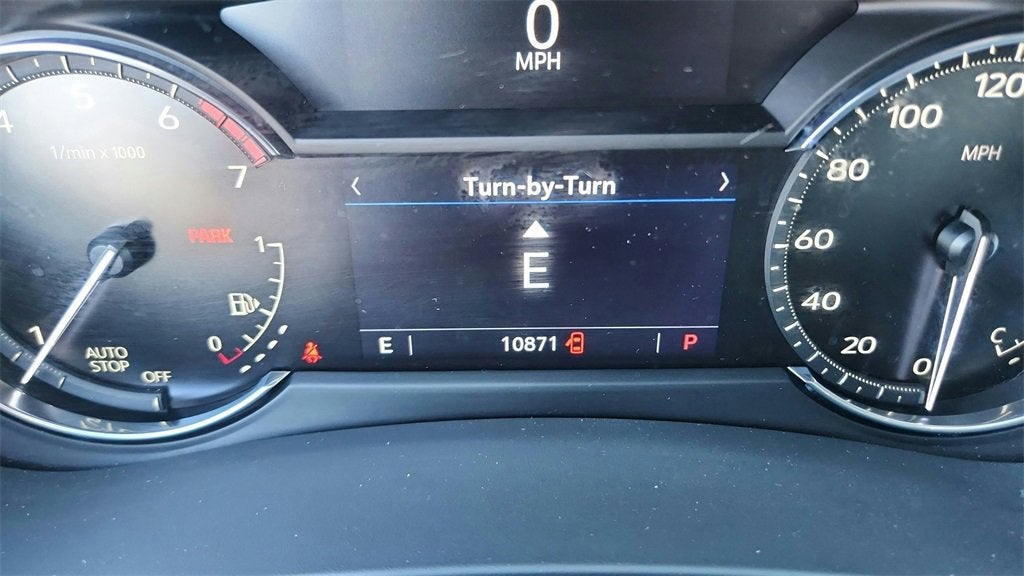 0
MPH
4 5 6 7
1/min x 1000
PARK
1
0
1
AUTO
STOP
OFF
‹ Turn-by-Turn ›
E
E | 10871 | P
120
100
80
60
40
20
0
MPH
C